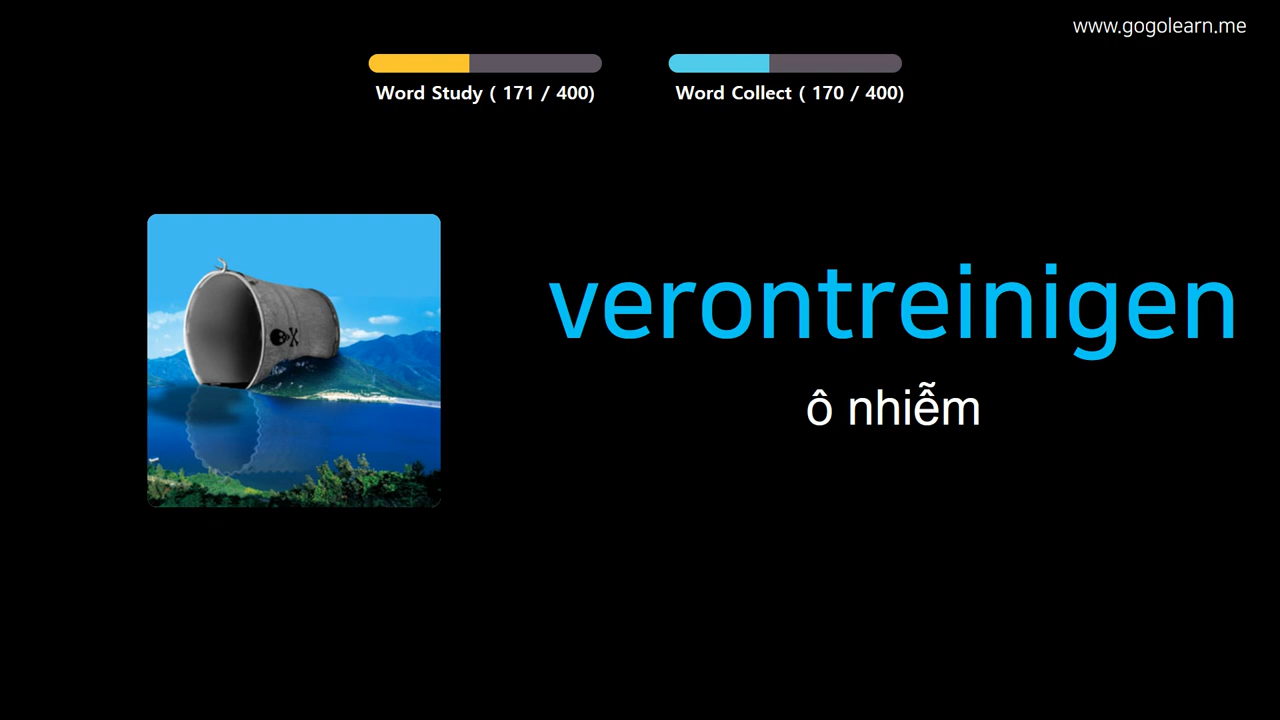 www.gogolearn.me
Word Study ( 171 / 400)
Word Collect ( 170 / 400)
verontreinigen
ô nhiễm